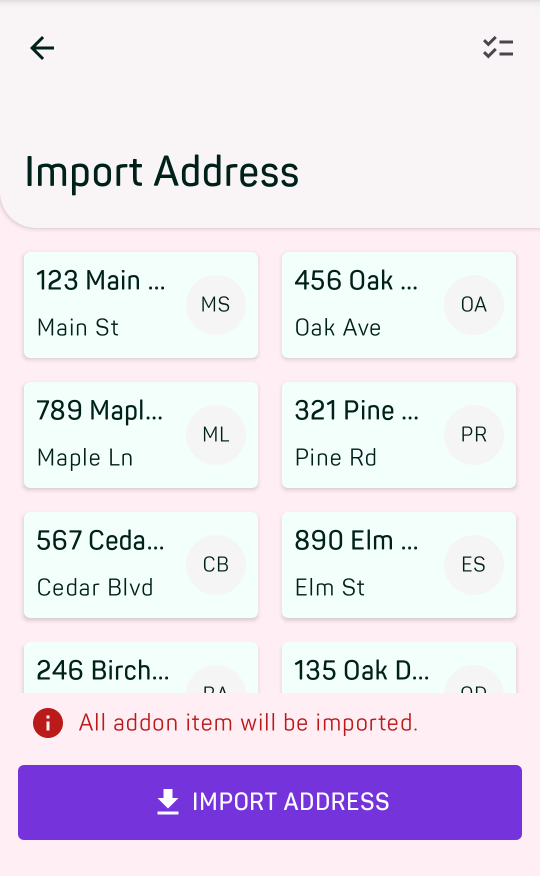 Import Address
123 Main ...
Main St
MS
456 Oak ...
Oak Ave
OA
789 Mapl...
Maple Ln
ML
321 Pine ...
Pine Rd
PR
567 Ceda...
Cedar Blvd
CB
890 Elm ...
Elm St
ES
246 Birch...
135 Oak D...
All addon item will be imported.
IMPORT ADDRESS